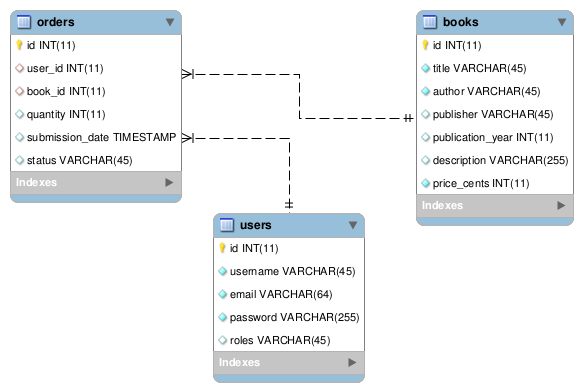 orders
id INT(11)
user_id INT(11)
book_id INT(11)
quantity INT(11)
submission_date TIMESTAMP
status VARCHAR(45)
Indexes
books
id INT(11)
title VARCHAR(45)
author VARCHAR(45)
publisher VARCHAR(45)
publication_year INT(11)
description VARCHAR(255)
price_cents INT(11)
Indexes
users
id INT(11)
username VARCHAR(45)
email VARCHAR(64)
password VARCHAR(255)
roles VARCHAR(45)
Indexes